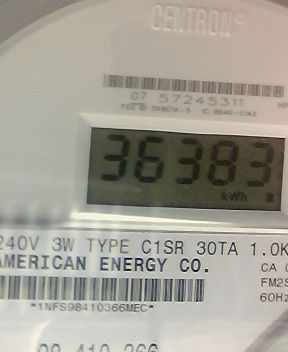 CENTRON®
07 57245311
36383
kWh
240V 3W TYPE C1SR 30TA 1.0K
AMERICAN ENERGY CO.
CA
FM2S
60Hz
*1NFS98410366MEC*